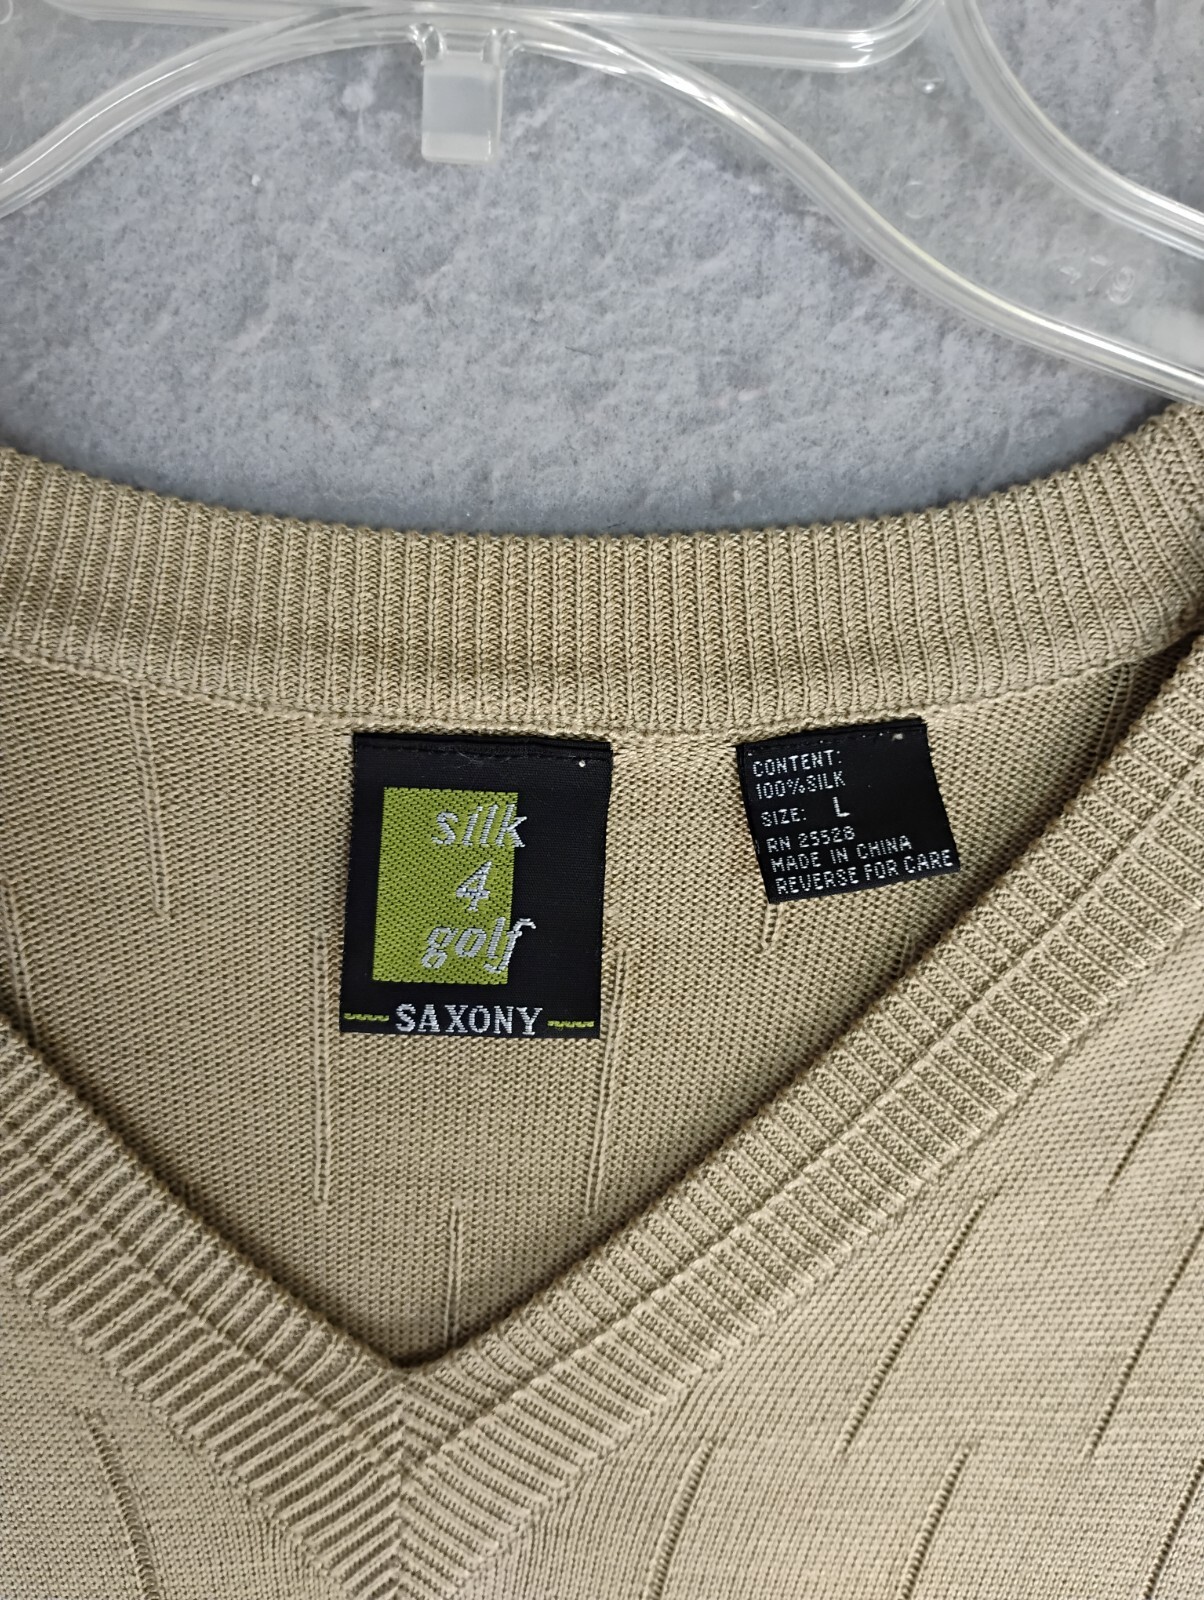 silk
4
golf
SAXONY
CONTENT:
100%SILK
SIZE: L
RN 25528
MADE IN CHINA
REVERSE FOR CARE